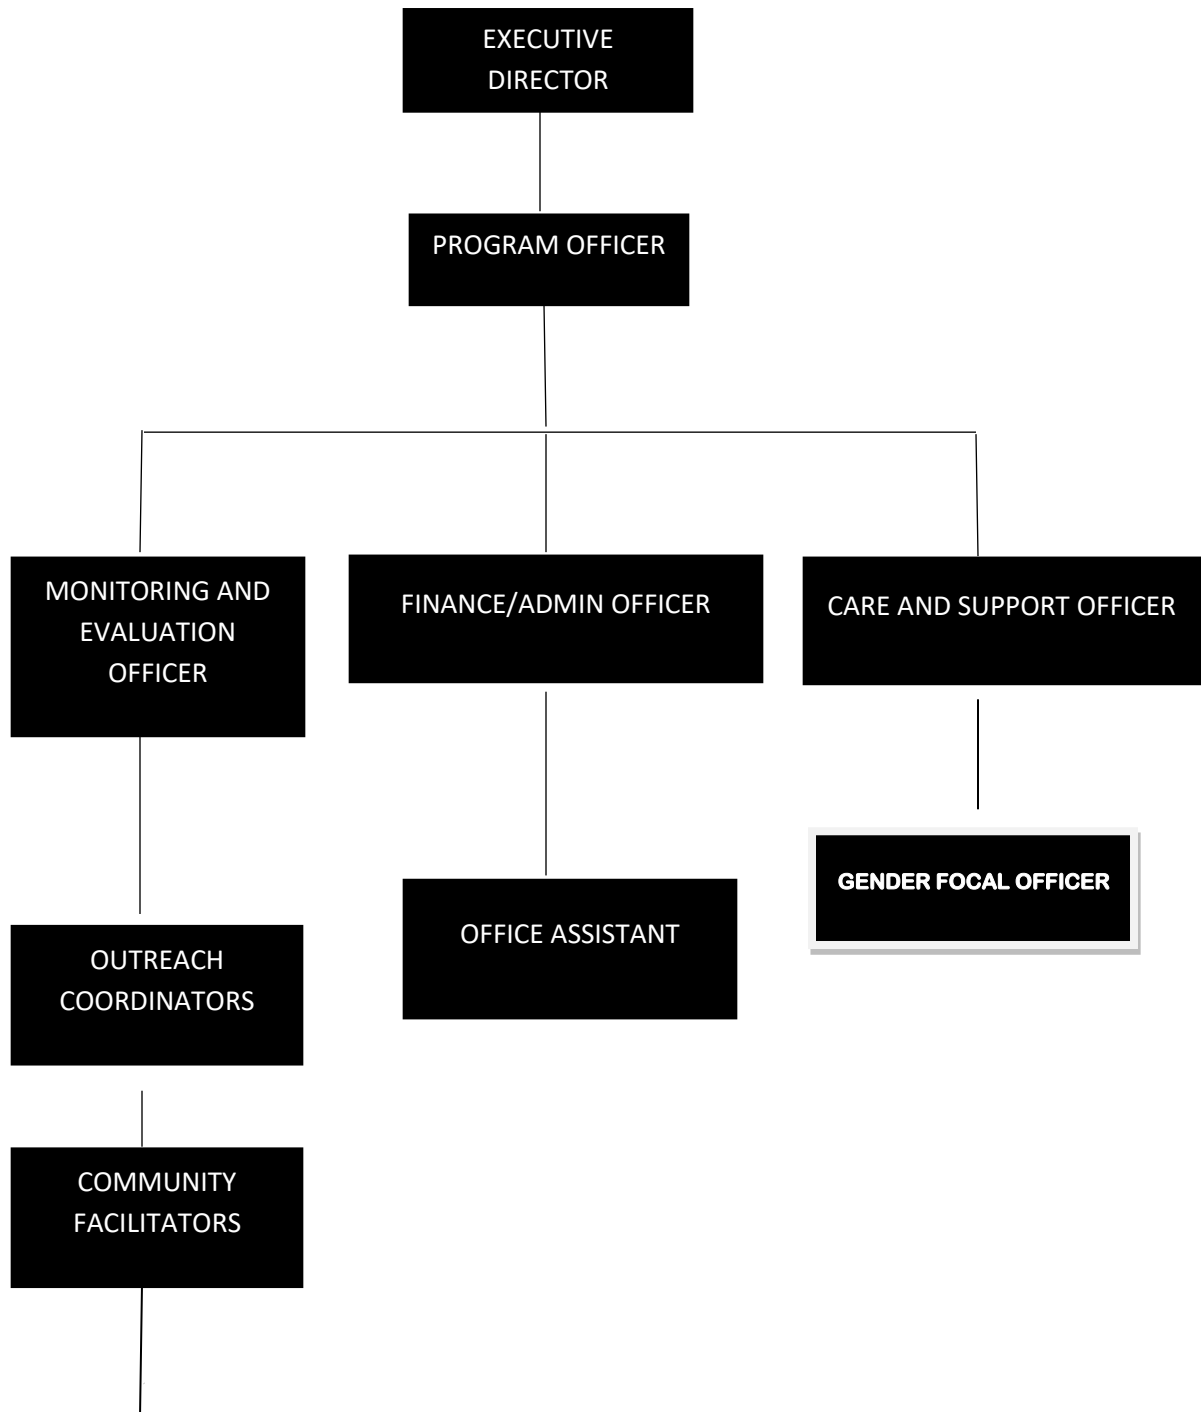 EXECUTIVE
DIRECTOR
PROGRAM OFFICER
MONITORING AND
EVALUATION
OFFICER
FINANCE/ADMIN OFFICER
CARE AND SUPPORT OFFICER
GENDER FOCAL OFFICER
OFFICE ASSISTANT
OUTREACH
COORDINATORS
COMMUNITY
FACILITATORS